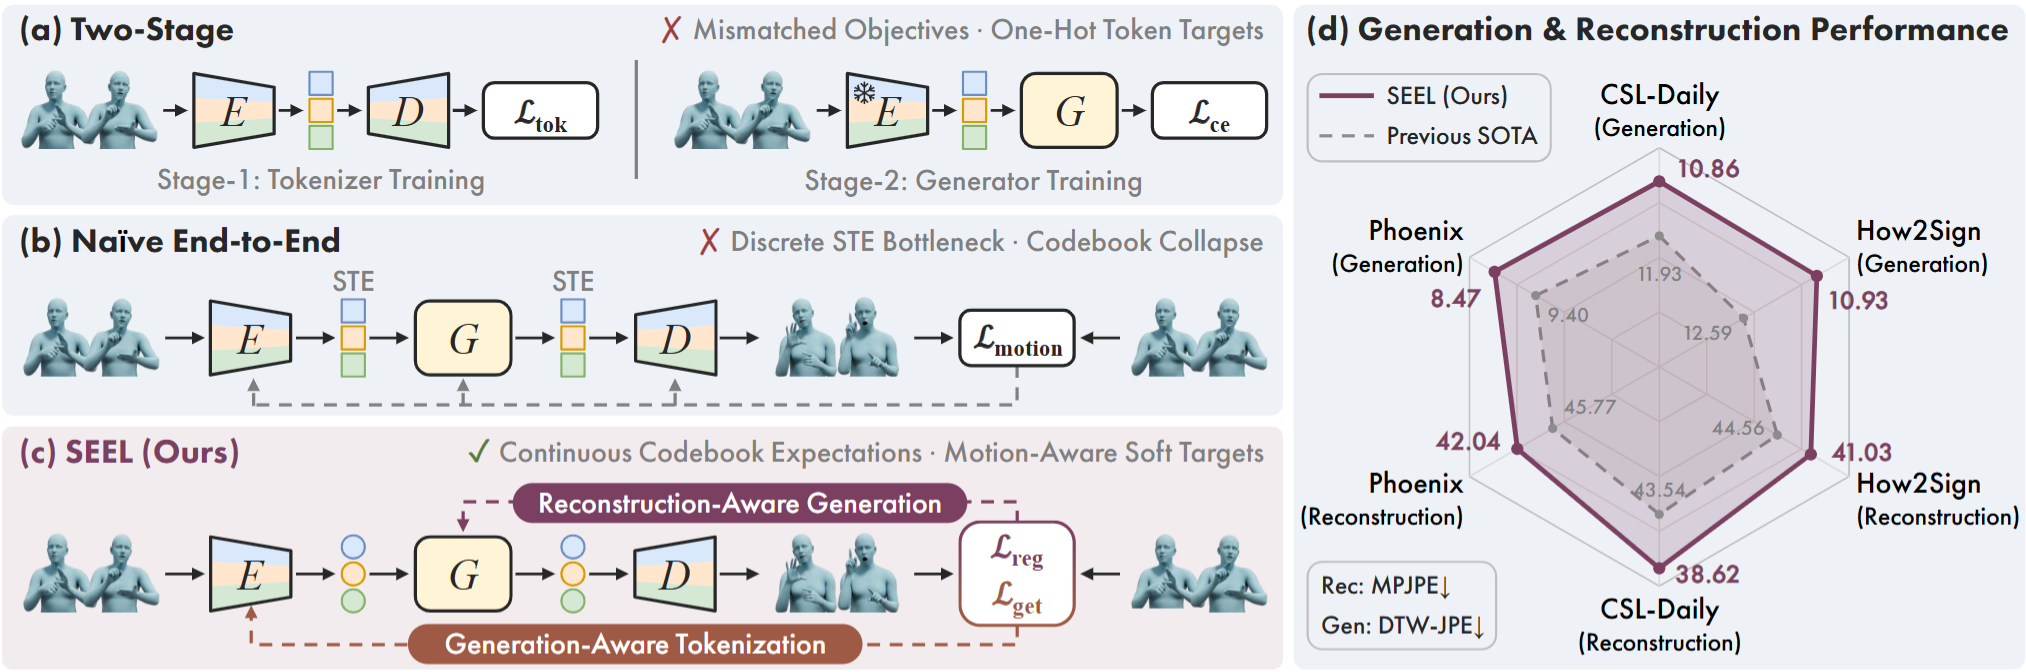 (a) Two-Stage
✗ Mismatched Objectives · One-Hot Token Targets
E
D
ℒtok
E
G
ℒce
Stage-1: Tokenizer Training
Stage-2: Generator Training
(b) Naïve End-to-End
✗ Discrete STE Bottleneck · Codebook Collapse
STE
STE
E
G
D
ℒmotion
(c) SEEL (Ours)
✓ Continuous Codebook Expectations · Motion-Aware Soft Targets
Reconstruction-Aware Generation
E
G
D
ℒreg
ℒget
Generation-Aware Tokenization
(d) Generation & Reconstruction Performance
SEEL (Ours)
Previous SOTA
CSL-Daily
(Generation)
10.86
Phoenix
(Generation)
8.47
How2Sign
(Generation)
10.93
11.93
9.40
12.59
45.77
44.56
43.54
42.04
Phoenix
(Reconstruction)
41.03
How2Sign
(Reconstruction)
38.62
CSL-Daily
(Reconstruction)
Rec: MPJPE↓
Gen: DTW-JPE↓